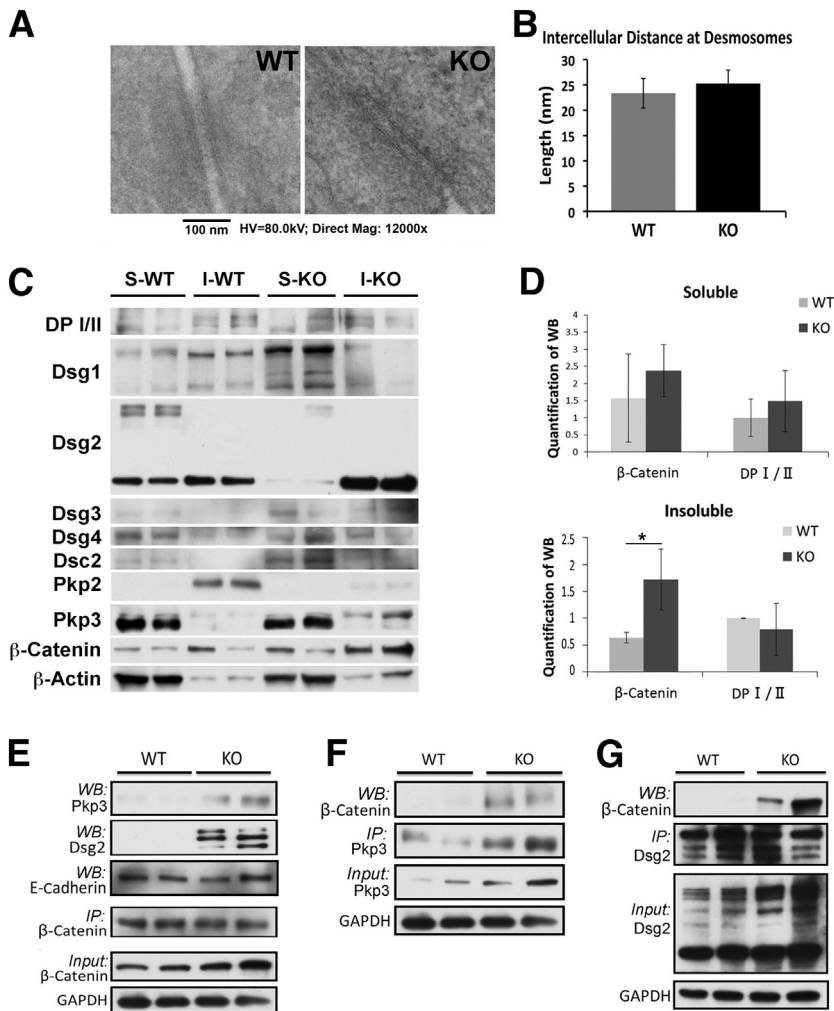 A
WT
KO
100 nm
HV=80.0kV; Direct Mag: 12000x
B
Intercellular Distance at Desmosomes
Length (nm)
30
25
20
15
10
5
0
WT
KO
C
S-WT I-WT S-KO I-KO
DP I/II
Dsg1
Dsg2
Dsg3
Dsg4
Dsc2
Pkp2
Pkp3
β-Catenin
β-Actin
D
Soluble
WT
KO
Quantification of WB
4
3.5
3
2.5
2
1.5
1
0.5
0
β-Catenin
DP Ⅰ/Ⅱ
Insoluble
WT
KO
Quantification of WB
2.5
2
1.5
1
0.5
0
*
β-Catenin
DP Ⅰ/Ⅱ
E
WT KO
WB:
Pkp3
WB:
Dsg2
WB:
E-Cadherin
IP:
β-Catenin
Input:
β-Catenin
GAPDH
F
WT KO
WB:
β-Catenin
IP:
Pkp3
Input:
Pkp3
GAPDH
G
WT KO
WB:
β-Catenin
IP:
Dsg2
Input:
Dsg2
GAPDH